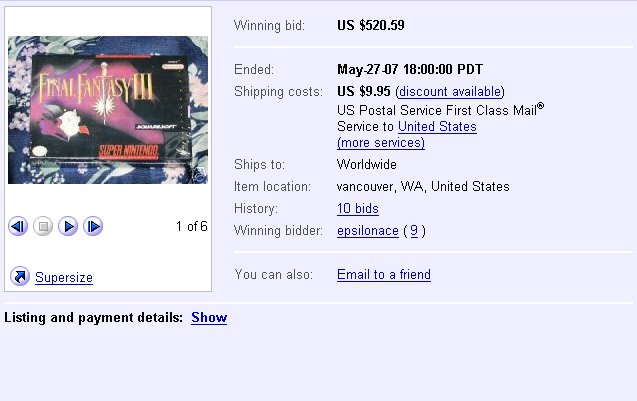 FINAL FANTASY III
SQUARESOFT
SUPER NINTENDO
1 of 6
Supersize
Winning bid: US $520.59
Ended: May-27-07 18:00:00 PDT
Shipping costs: US $9.95 (discount available)
US Postal Service First Class Mail®
Service to United States
(more services)
Ships to: Worldwide
Item location: vancouver, WA, United States
History: 10 bids
Winning bidder: epsilonace ( 9 )
You can also: Email to a friend
Listing and payment details: Show